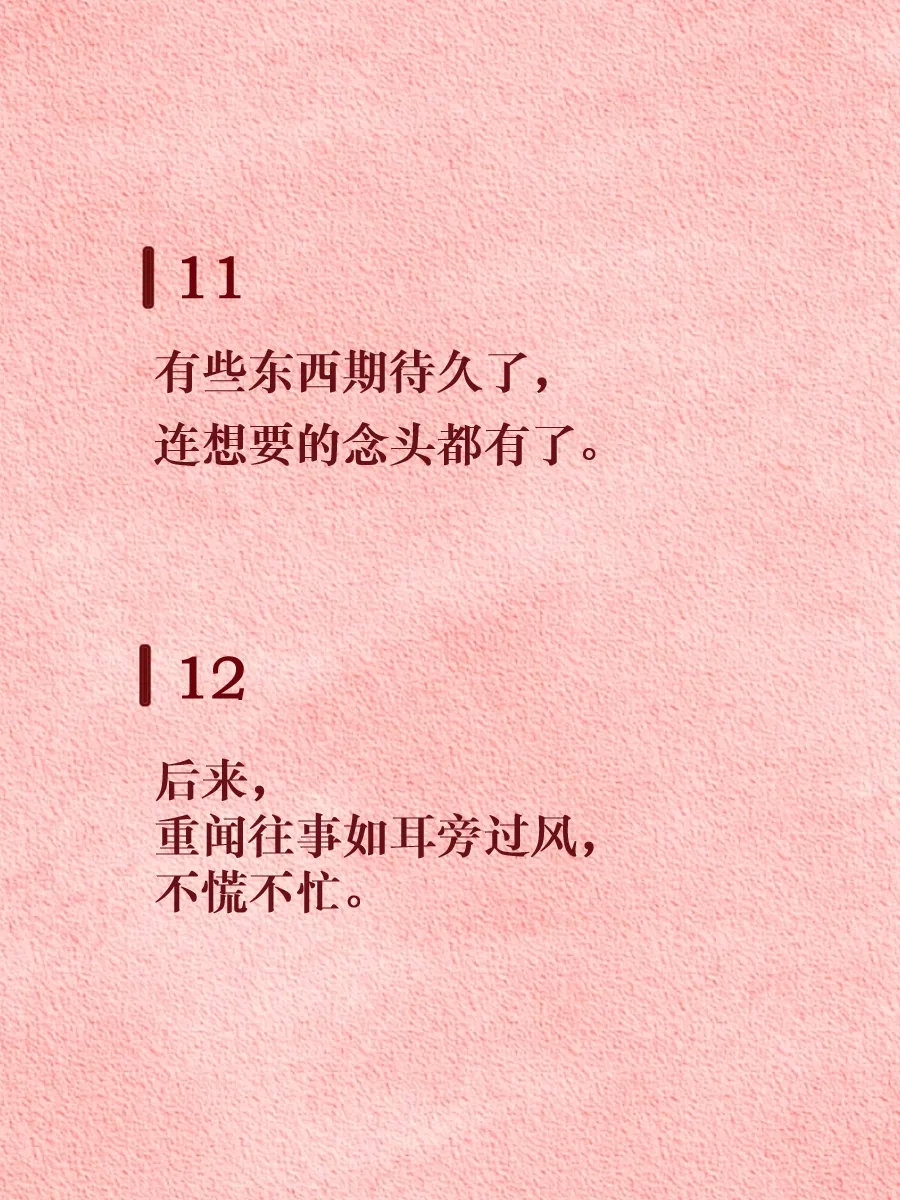 11
有些东西期待久了，
连想要的念头都有了。
12
后来，
重闻往事如耳旁过风，
不慌不忙。